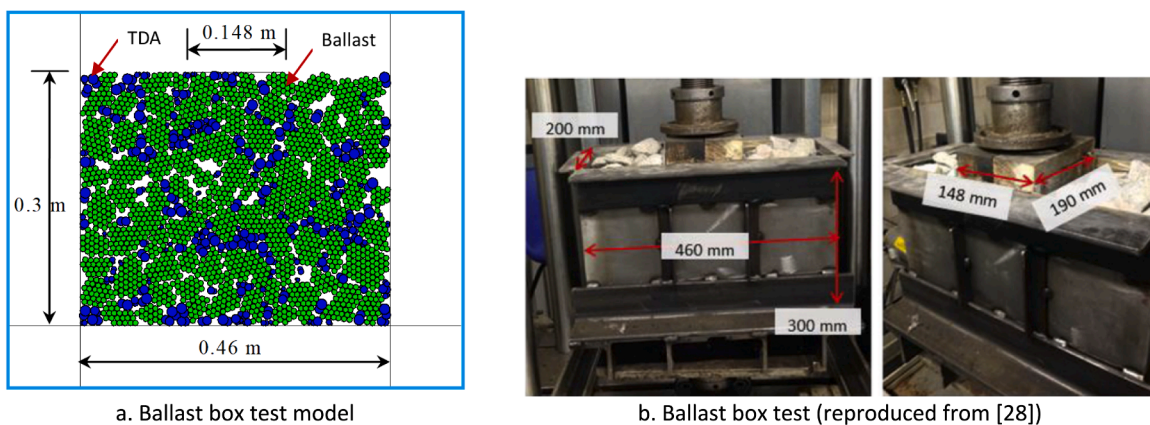 TDA
0.148 m
Ballast
0.3 m
0.46 m
a. Ballast box test model
200 mm
460 mm
300 mm
148 mm
190 mm
b. Ballast box test (reproduced from [28])